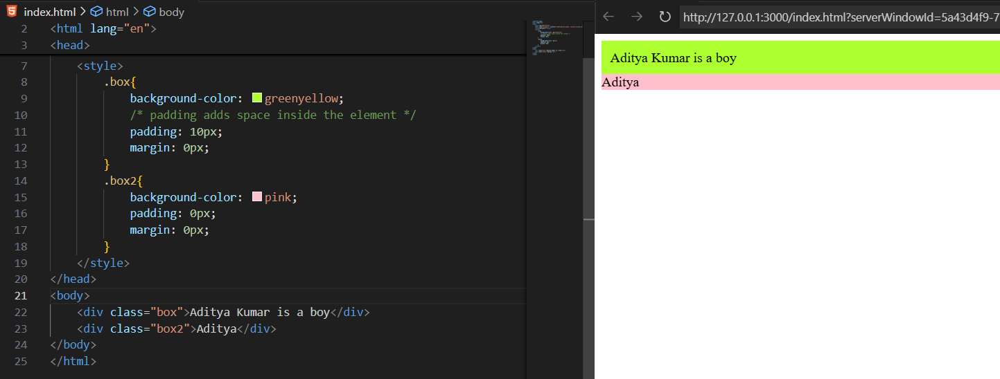 index.html > html > body
2 <html lang="en">
3 <head>
7 <style>
8 .box{
9 background-color: greenyellow;
10 /* padding adds space inside the element */
11 padding: 10px;
12 margin: 0px;
13 }
14 .box2{
15 background-color: pink;
16 padding: 0px;
17 margin: 0px;
18 }
19 </style>
20 </head>
21 <body>
22 <div class="box">Aditya Kumar is a boy</div>
23 <div class="box2">Aditya</div>
24 </body>
25 </html>
http://127.0.0.1:3000/index.html?serverWindowId=5a43d4f9-7
Aditya Kumar is a boy
Aditya